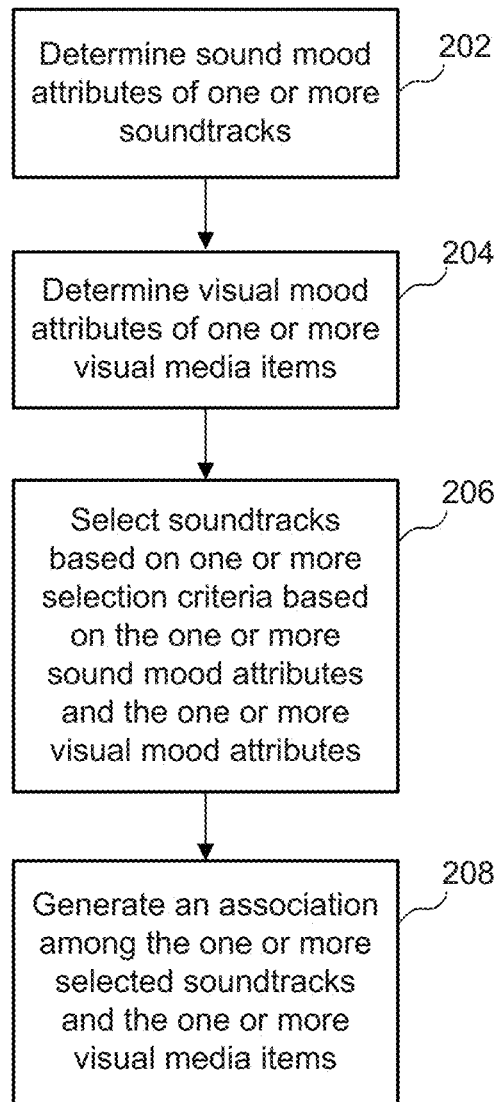 Determine sound mood
attributes of one or more
soundtracks
202
Determine visual mood
attributes of one or more
visual media items
204
Select soundtracks
based on one or more
selection criteria based
on the one or more
sound mood attributes
and the one or more
visual mood attributes
206
Generate an association
among the one or more
selected soundtracks
and the one or more
visual media items
208